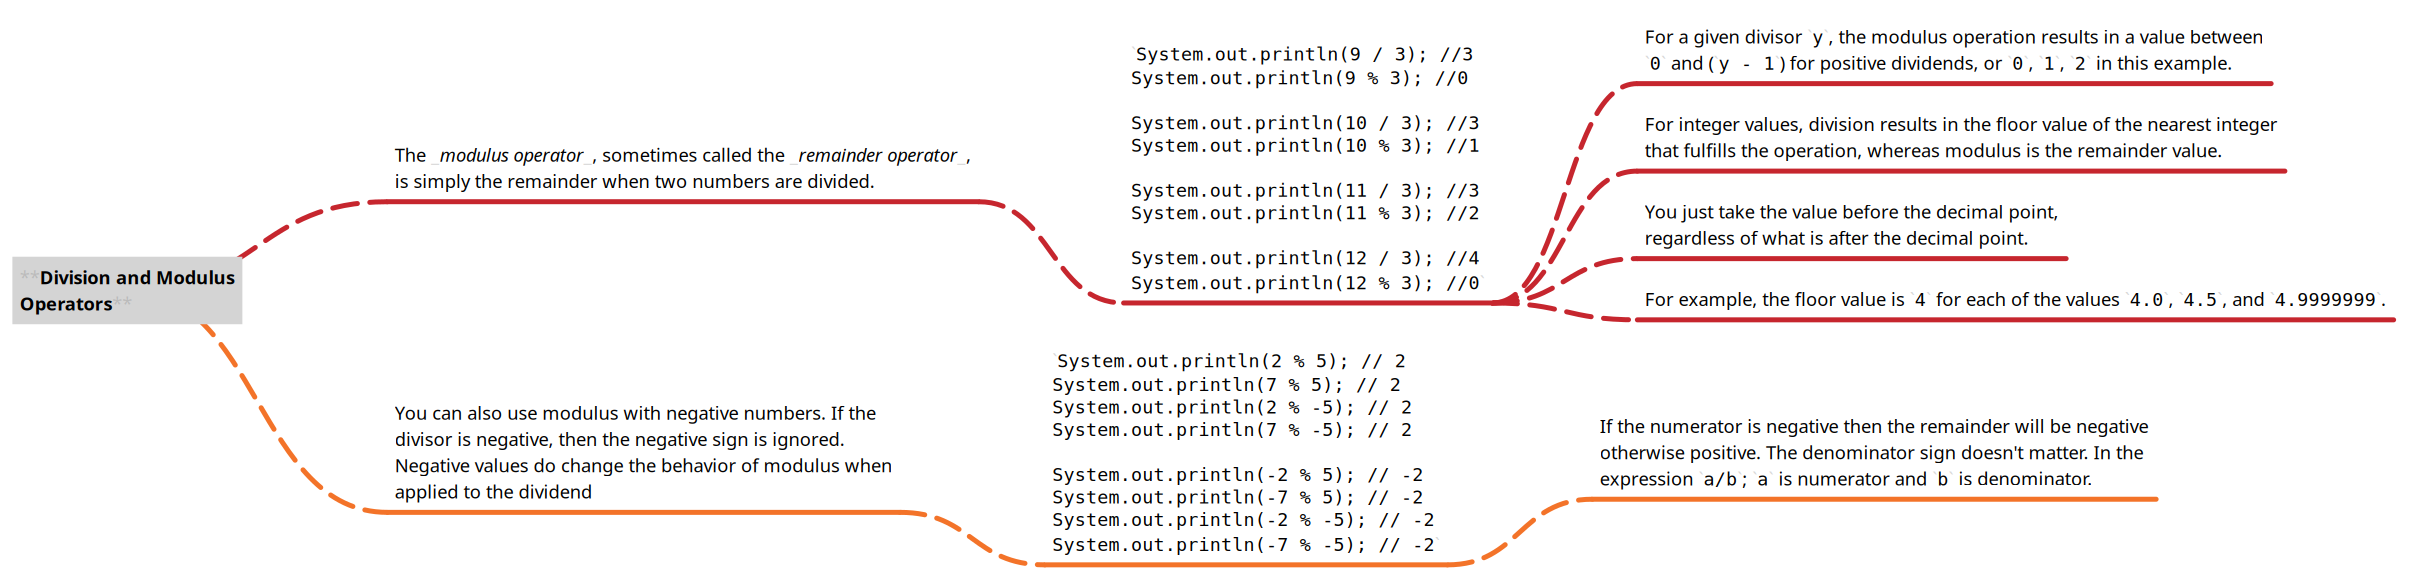 **Division and Modulus
Operators**
The _modulus operator_, sometimes called the _remainder operator_,
is simply the remainder when two numbers are divided.
`System.out.println(9 / 3); //3
System.out.println(9 % 3); //0

System.out.println(10 / 3); //3
System.out.println(10 % 3); //1

System.out.println(11 / 3); //3
System.out.println(11 % 3); //2

System.out.println(12 / 3); //4
System.out.println(12 % 3); //0`
For a given divisor `y`, the modulus operation results in a value between
`0` and `(y - 1)` for positive dividends, or `0`, `1`, `2` in this example.
For integer values, division results in the floor value of the nearest integer
that fulfills the operation, whereas modulus is the remainder value.
You just take the value before the decimal point,
regardless of what is after the decimal point.
For example, the floor value is `4` for each of the values `4.0`, `4.5`, and `4.9999999`.
You can also use modulus with negative numbers. If the
divisor is negative, then the negative sign is ignored.
Negative values do change the behavior of modulus when
applied to the dividend
`System.out.println(2 % 5); // 2
System.out.println(7 % 5); // 2
System.out.println(2 % -5); // 2
System.out.println(7 % -5); // 2

System.out.println(-2 % 5); // -2
System.out.println(-7 % 5); // -2
System.out.println(-2 % -5); // -2
System.out.println(-7 % -5); // -2`
If the numerator is negative then the remainder will be negative
otherwise positive. The denominator sign doesn't matter. In the
expression `a/b`; `a` is numerator and `b` is denominator.